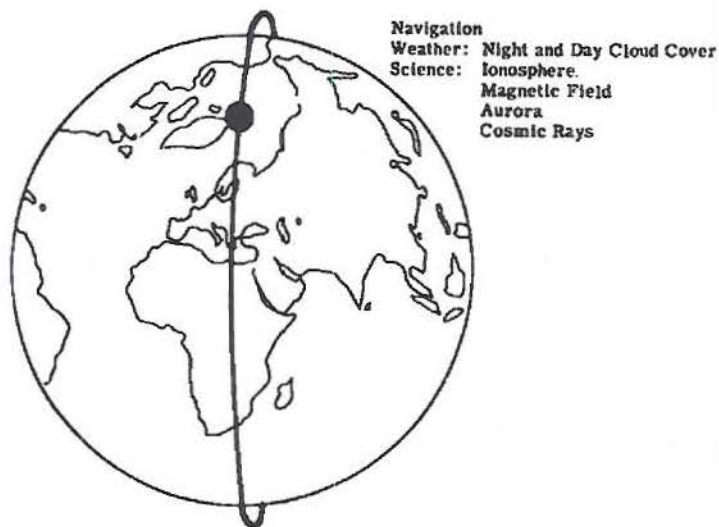 Navigation
Weather: Night and Day Cloud Cover
Science: Ionosphere.
Magnetic Field
Aurora
Cosmic Rays